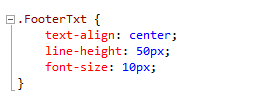 .FooterTxt {
text-align: center;
line-height: 50px;
font-size: 10px;
}